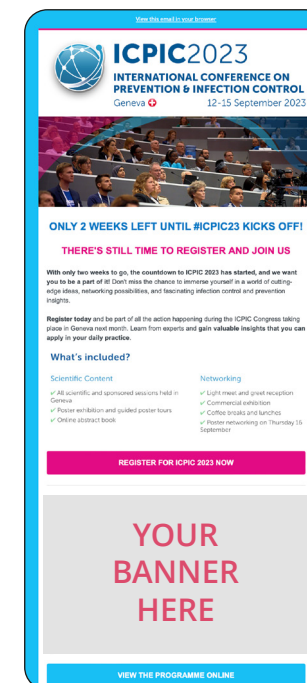 View this email in your browser
ICPIC2023
INTERNATIONAL CONFERENCE ON
PREVENTION & INFECTION CONTROL
Geneva 12-15 September 2023
ONLY 2 WEEKS LEFT UNTIL #ICPIC23 KICKS OFF!
THERE'S STILL TIME TO REGISTER AND JOIN US
With only two weeks to go, the countdown to ICPIC 2023 has started, and we want
you to be a part of it! Don't miss the chance to immerse yourself in a world of cutting-
edge ideas, networking possibilities, and fascinating infection control and prevention
insights.
Register today and be part of all the action happening during the ICPIC Congress taking
place in Geneva next month. Learn from experts and gain valuable insights that you can
apply in your daily practice.
What's included?
Scientific Content
✓ All scientific and sponsored sessions held in
Geneva
✓ Poster exhibition and guided poster tours
✓ Online abstract book
Networking
✓ Light meet and greet reception
✓ Commercial exhibition
✓ Coffee breaks and lunches
✓ Poster networking on Thursday
September
REGISTER FOR ICPIC 2023 NOW
YOUR
BANNER
HERE
VIEW THE PROGRAMME ONLINE